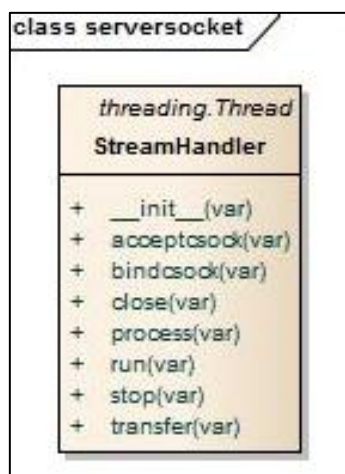 class serversocket
threading.Thread
StreamHandler
+ __init__(var)
+ acceptcsock(var)
+ bindcsock(var)
+ close(var)
+ process(var)
+ run(var)
+ stop(var)
+ transfer(var)